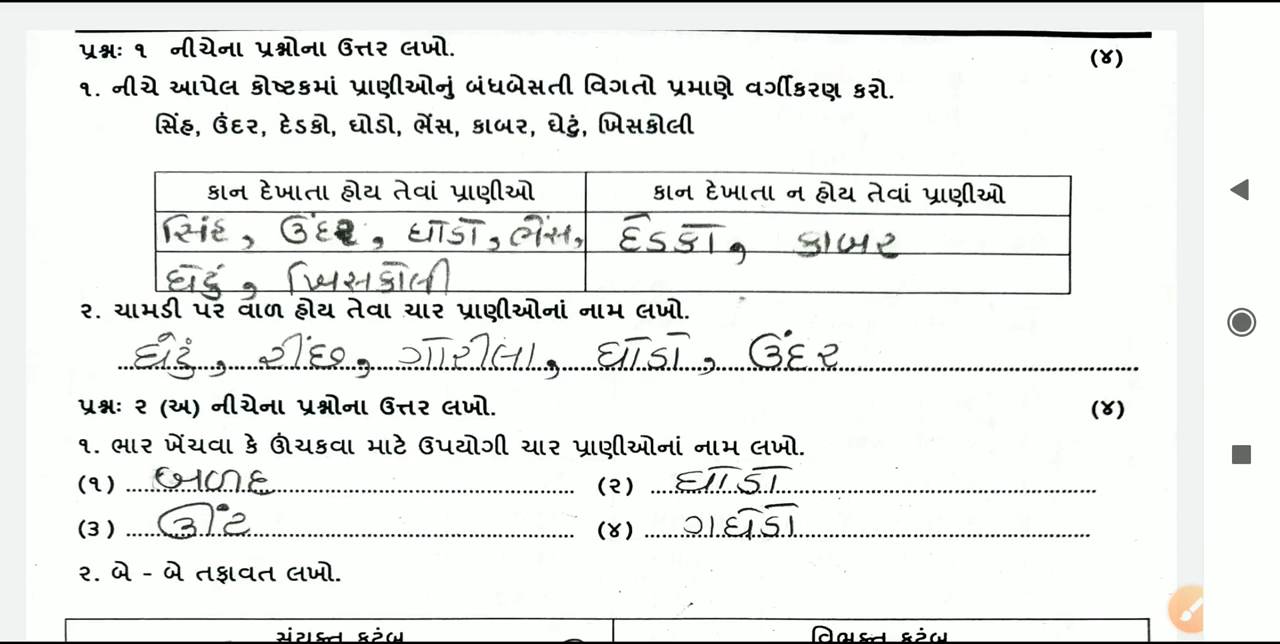 પ્રશ્નઃ ૧ નીચેના પ્રશ્નોના ઉત્તર લખો. (૪)
૧. નીચે આપેલ કોષ્ટકમાં પ્રાણીઓનું બંધબેસતી વિગતો પ્રમાણે વર્ગીકરણ કરો.
સિંહ, ઉંદર, દેડકો, ઘોડો, ભેંસ, કાબર, ઘેટું, ખિસકોલી
કાન દેખાતા હોય તેવાં પ્રાણીઓ કાન દેખાતા ન હોય તેવાં પ્રાણીઓ
સિંહ, ઉંદર, ઘોડો, ભેંસ, દેડકો, કાબર
ઘેટું, ખિસકોલી
૨. ચામડી પર વાળ હોય તેવા ચાર પ્રાણીઓનાં નામ લખો.
ઘેટું, રીંછ, ગોરીલા, ઘોડો, ઉંદર
પ્રશ્નઃ ૨ (અ) નીચેના પ્રશ્નોના ઉત્તર લખો. (૪)
૧. ભાર ખેંચવા કે ઊંચકવા માટે ઉપયોગી ચાર પ્રાણીઓનાં નામ લખો.
(૧) બળદ (૨) ઘોડો
(૩) ઊંટ (૪) ગધેડો
૨. બે - બે તફાવત લખો.
સંયુક્ત કુટુંબ વિભક્ત કુટુંબ